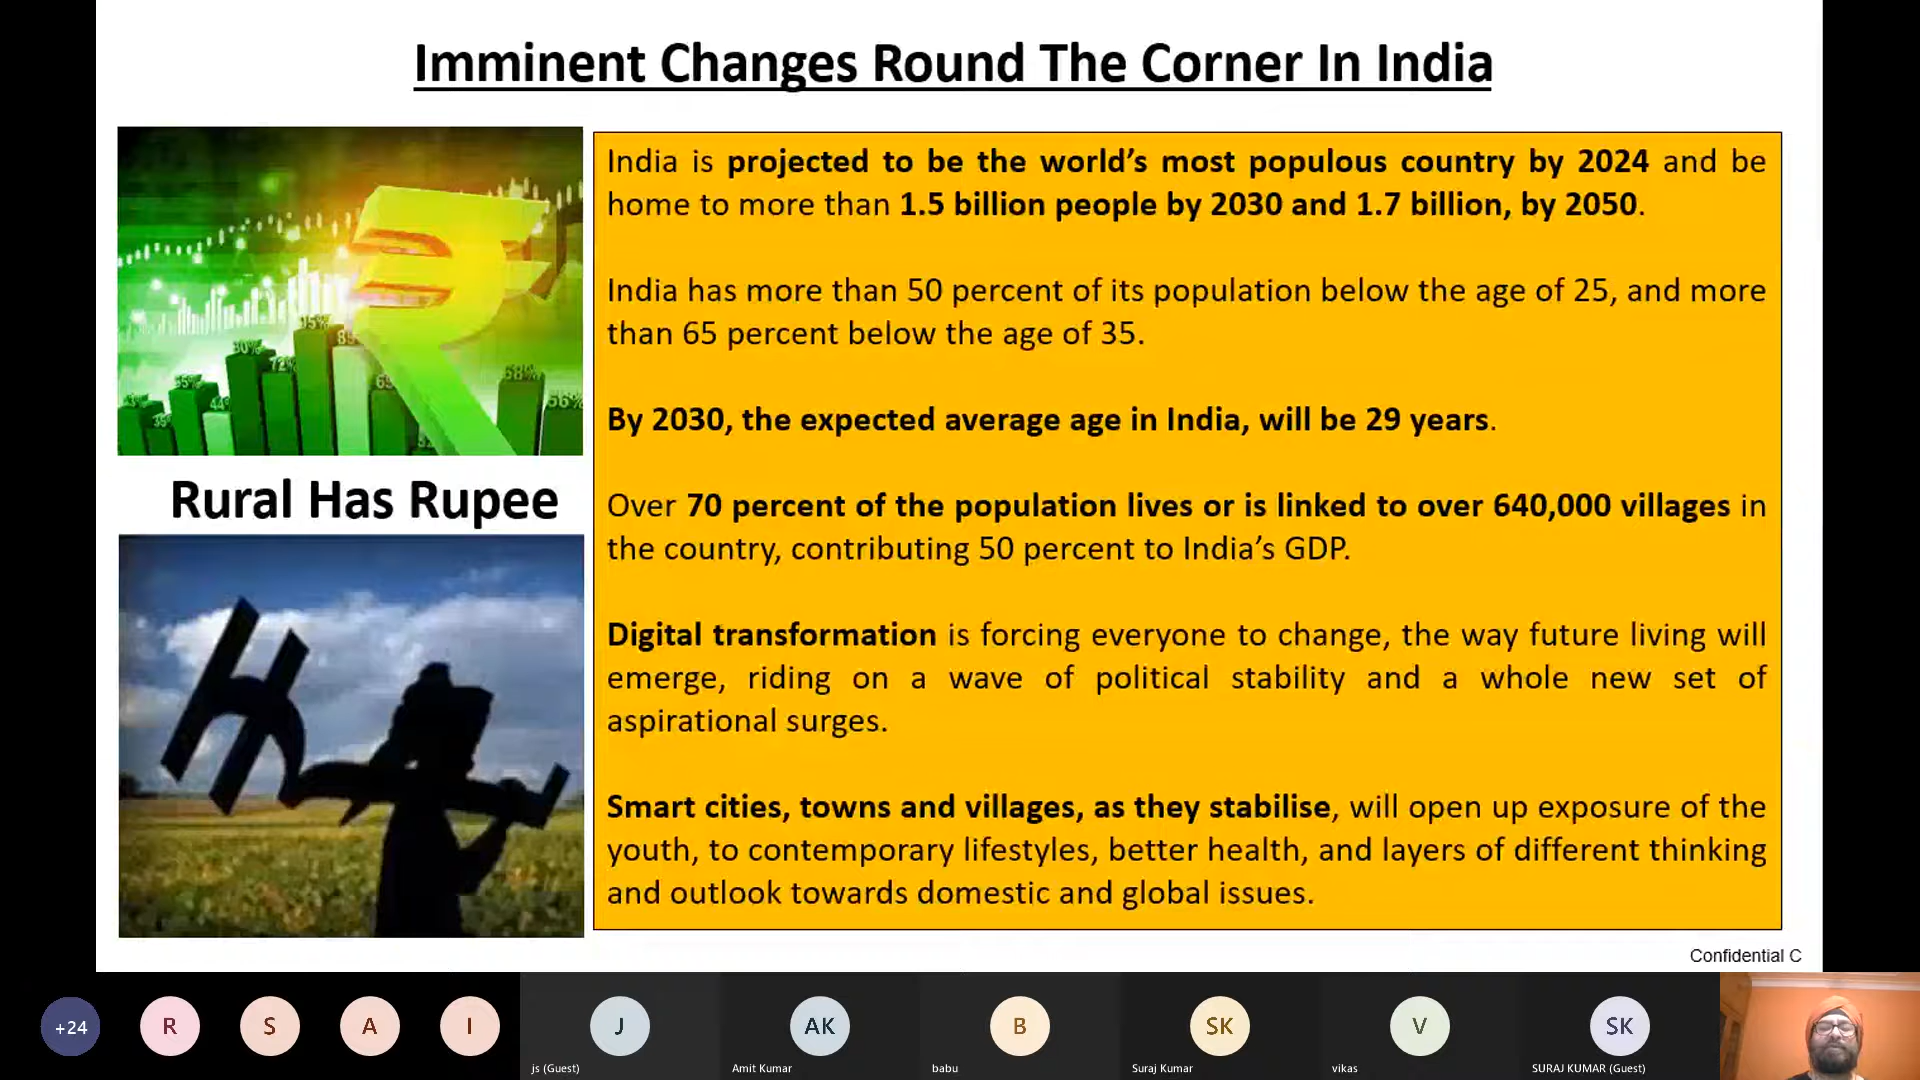 Imminent Changes Round The Corner In India
India is projected to be the world’s most populous country by 2024 and be
home to more than 1.5 billion people by 2030 and 1.7 billion, by 2050.
India has more than 50 percent of its population below the age of 25, and more
than 65 percent below the age of 35.
By 2030, the expected average age in India, will be 29 years.
Over 70 percent of the population lives or is linked to over 640,000 villages in
the country, contributing 50 percent to India’s GDP.
Digital transformation is forcing everyone to change, the way future living will
emerge, riding on a wave of political stability and a whole new set of
aspirational surges.
Smart cities, towns and villages, as they stabilise, will open up exposure of the
youth, to contemporary lifestyles, better health, and layers of different thinking
and outlook towards domestic and global issues.
30%
72%
95%
68%
56%
Rural Has Rupee
Confidential C
+24
R
S
A
I
J
AK
B
SK
V
SK
js (Guest)
Amit Kumar
babu
Suraj Kumar
vikas
SURAJ KUMAR (Guest)